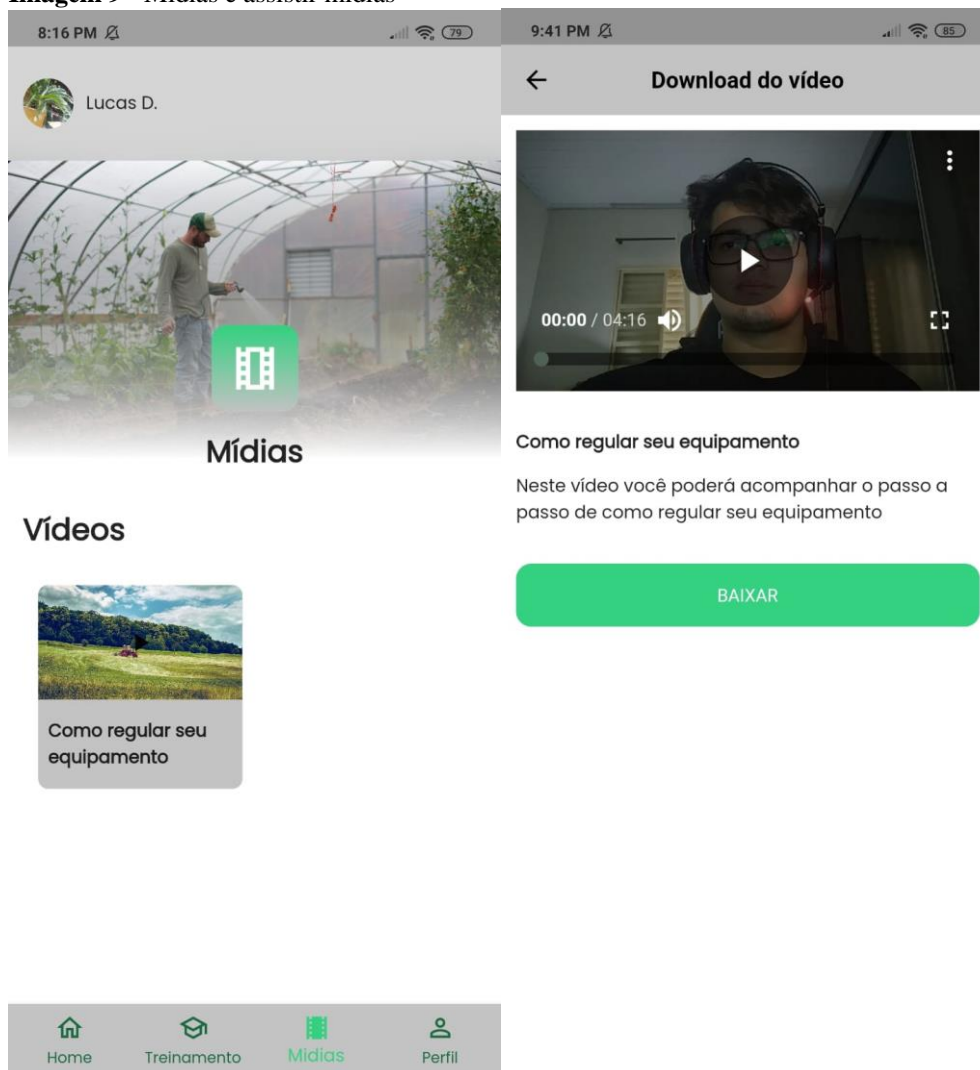 Imagem 9 - Mídias e assistir mídias
8:16 PM
79
Lucas D.
Mídias
Vídeos
Como regular seu
equipamento
Home
Treinamento
Mídias
Perfil
9:41 PM
85
Download do vídeo
00:00 / 04:16
Como regular seu equipamento
Neste vídeo você poderá acompanhar o passo a
passo de como regular seu equipamento
BAIXAR